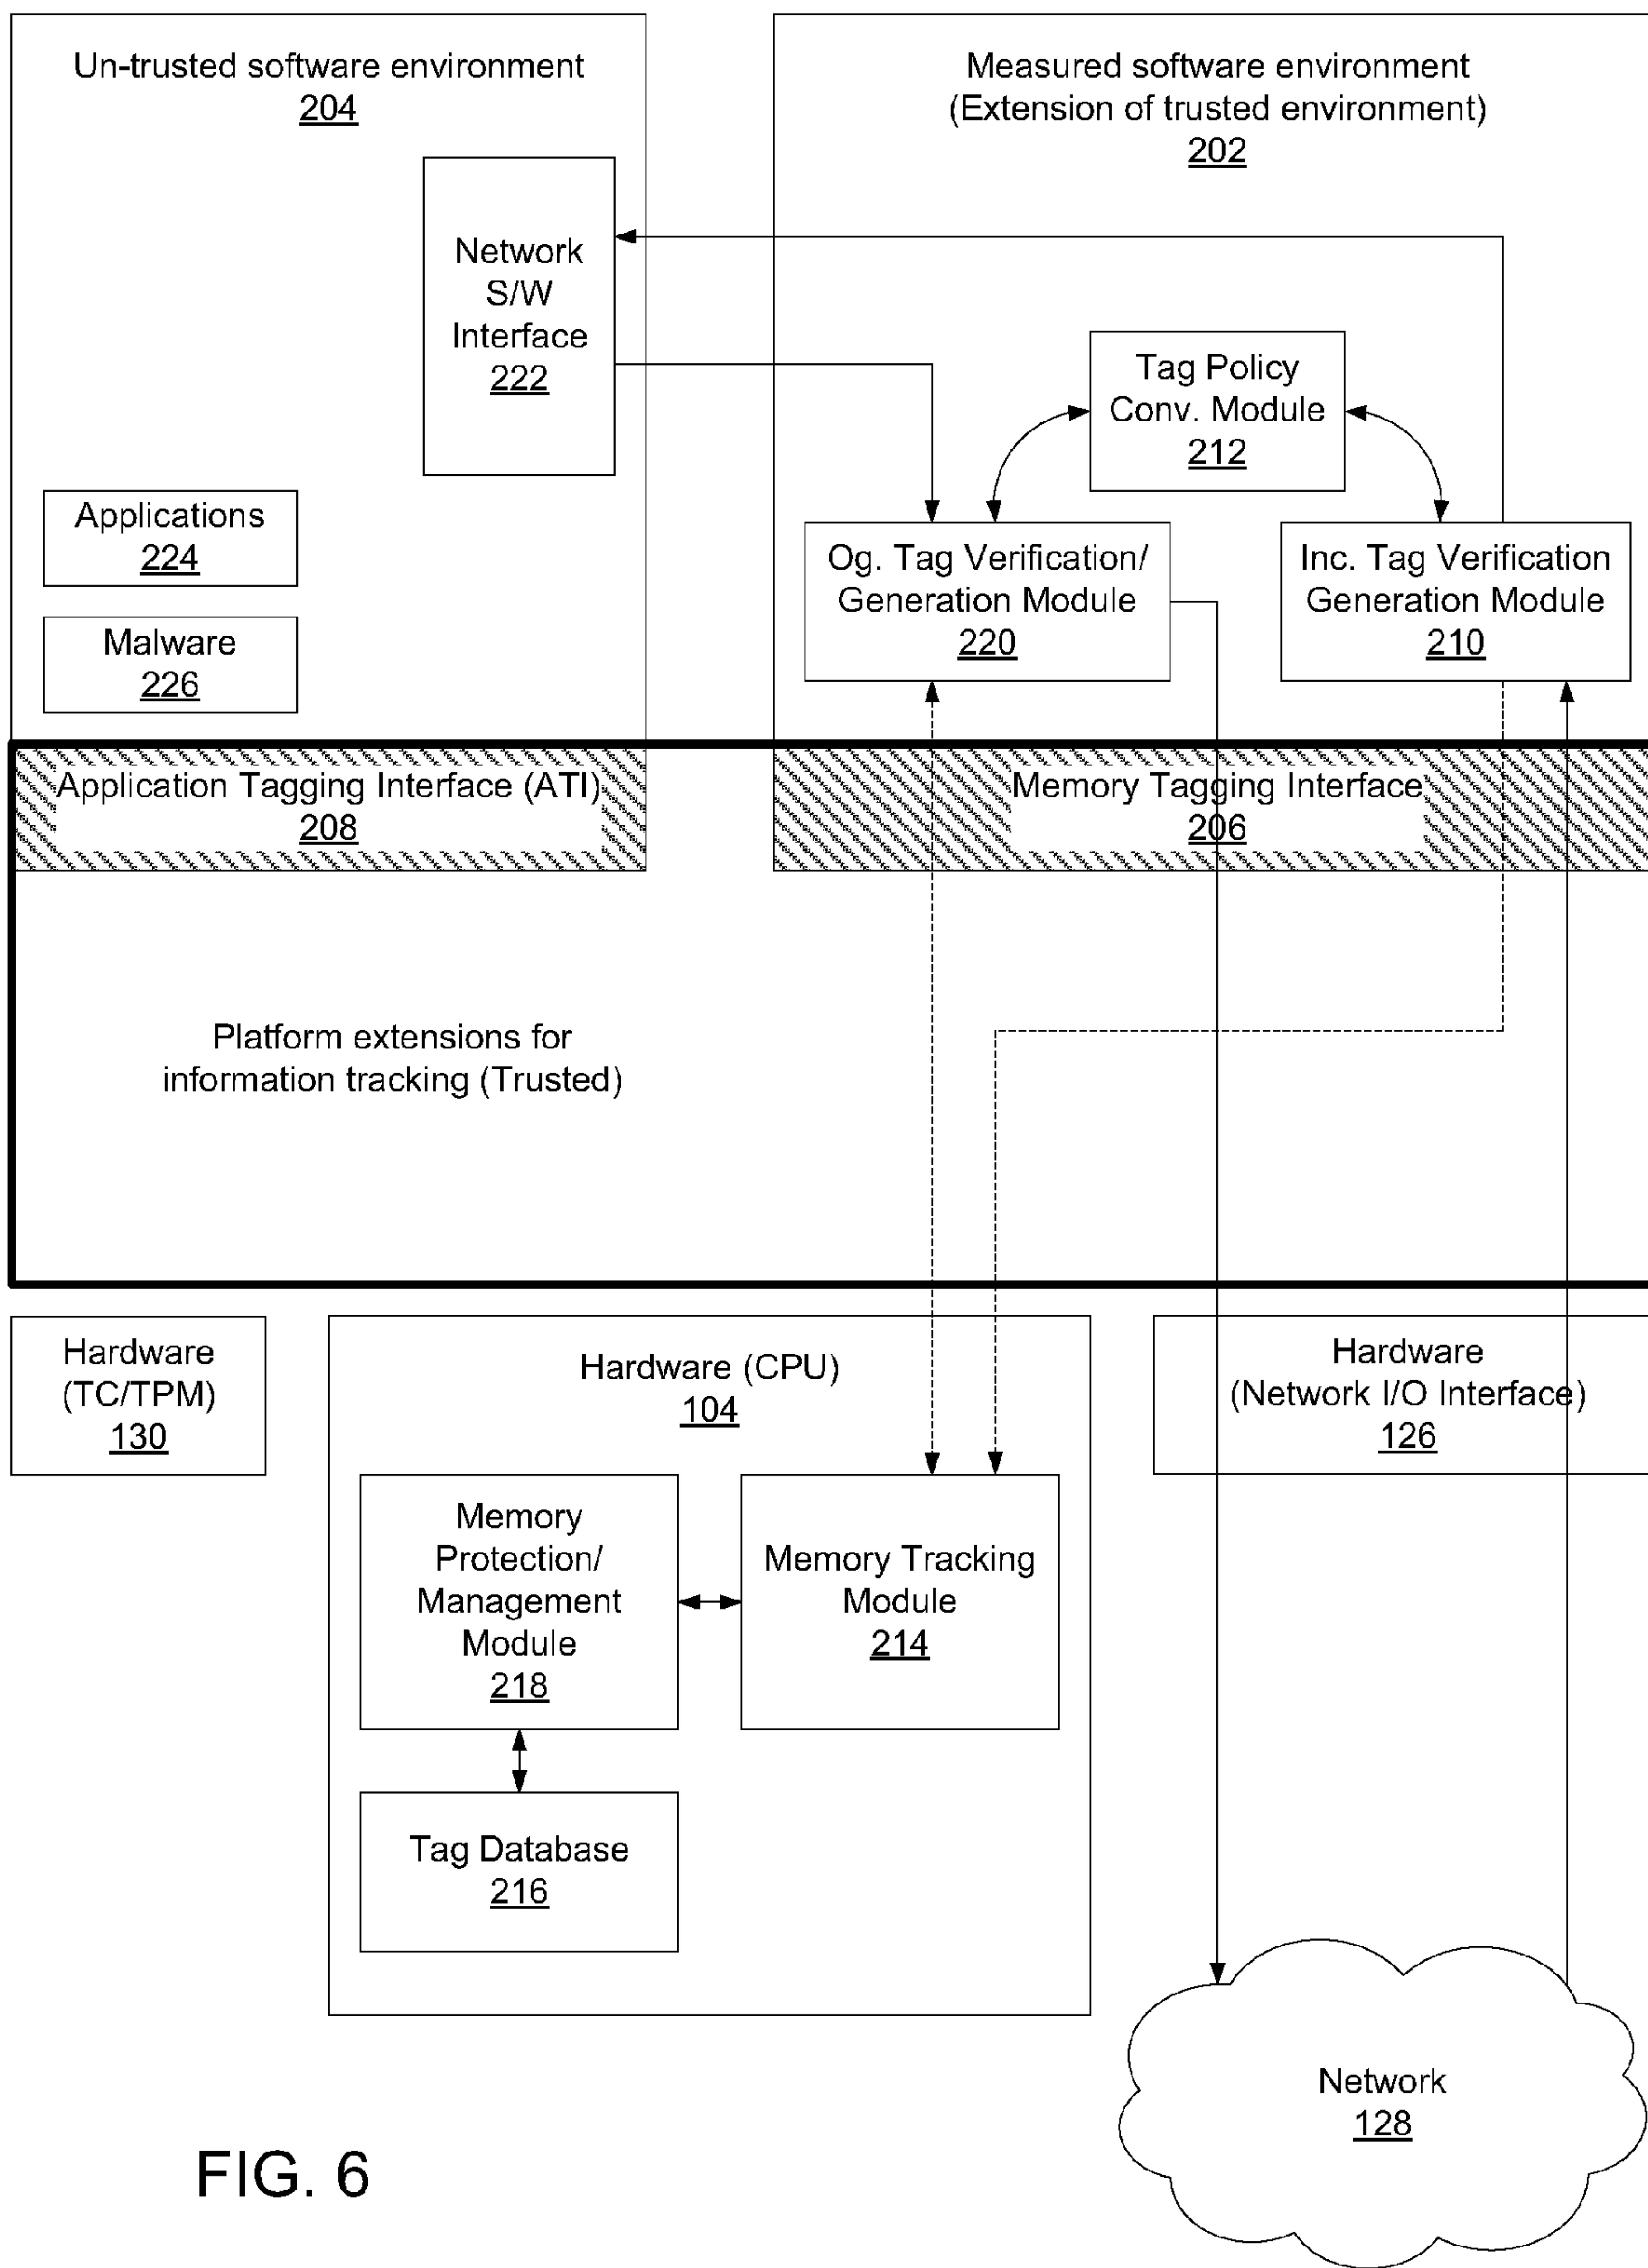 Un-trusted software environment
204
Measured software environment
(Extension of trusted environment)
202
Network
S/W
Interface
222
Tag Policy
Conv. Module
212
Applications
224
Og. Tag Verification/
Generation Module
220
Inc. Tag Verification
Generation Module
210
Malware
226
Application Tagging Interface (ATI)
208
Memory Tagging Interface
206
Platform extensions for
information tracking (Trusted)
Hardware
(TC/TPM)
130
Hardware (CPU)
104
Hardware
(Network I/O Interface)
126
Memory
Protection/
Management
Module
218
Memory Tracking
Module
214
Tag Database
216
Network
128
FIG. 6